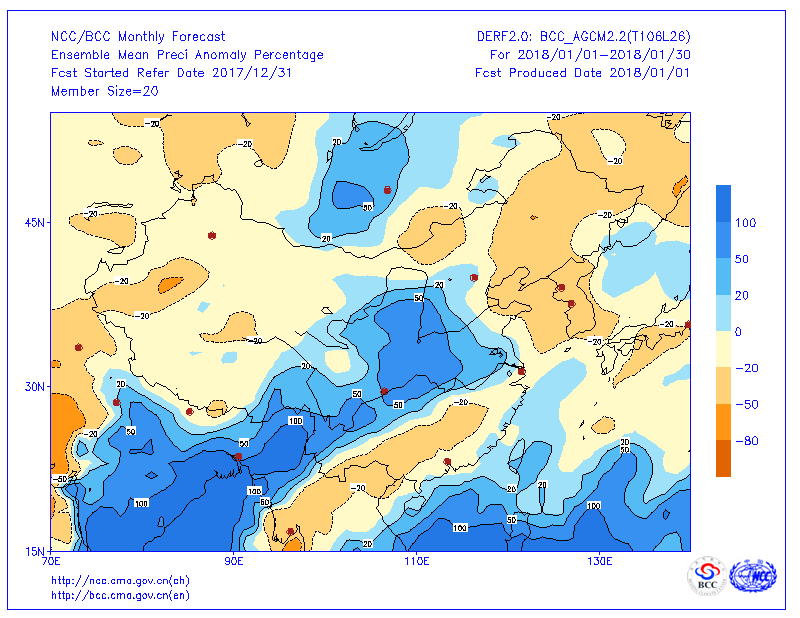 NCC/BCC Monthly Forecast
DERF2.0: BCC_AGCM2.2(T106L26)
Ensemble Mean Preci Anomaly Percentage
For 2018/01/01-2018/01/30
Fcst Started Refer Date 2017/12/31
Fcst Produced Date 2018/01/01
Member Size=20
-20
-20
20
-20
-20
50
-20
-20
-20
20
45N
-20
-20
50
-20
-20
-20
-20
-20
20
30N
50
50
-20
100
50
-20
50
20
50
-50
100
20
20
-20
100
60
100
50
100
20
15N
70E
90E
110E
130E
100
50
20
0
-20
-50
-80
http://ncc.cma.gov.cn(ch)
http://bcc.cma.gov.cn(en)
BCC
NCC